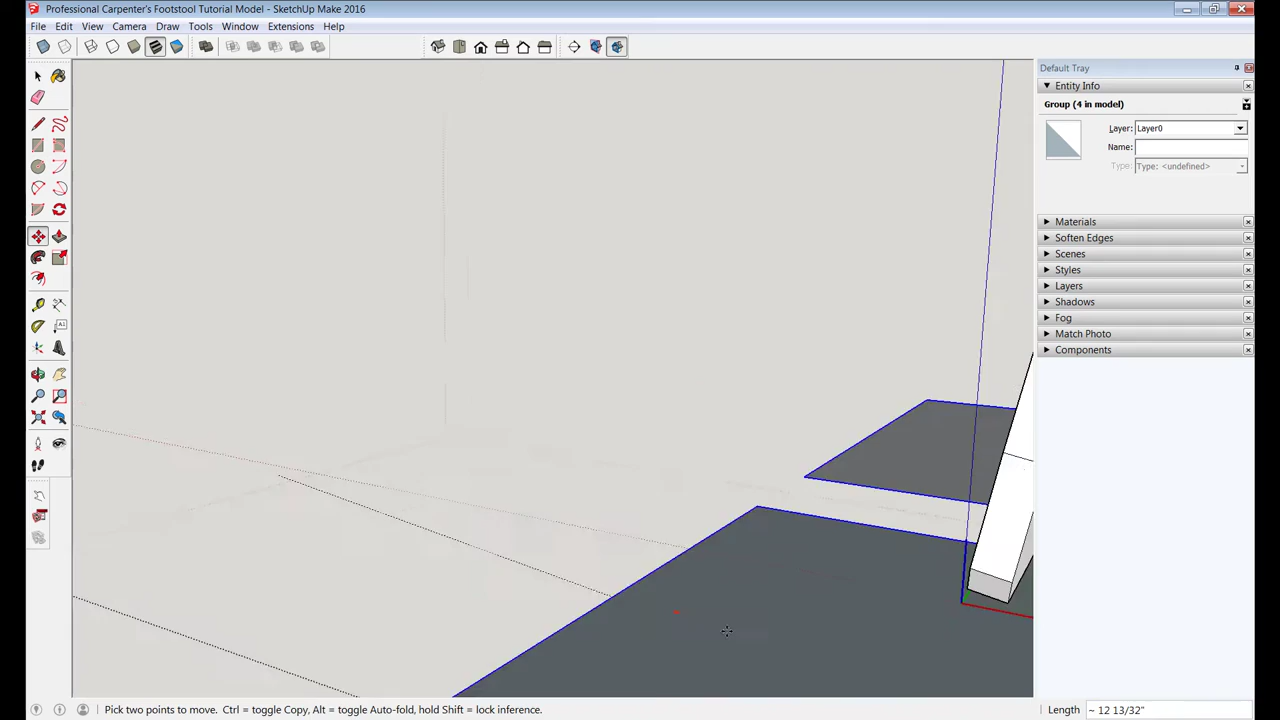 Professional Carpenter's Footstool Tutorial Model - SketchUp Make 2016
File Edit View Camera Draw Tools Window Extensions Help
Default Tray
Entity Info
Group (4 in model)
Layer: Layer0
Name:
Type: Type: <undefined>
Materials
Soften Edges
Scenes
Styles
Layers
Shadows
Fog
Match Photo
Components
A1
Pick two points to move. Ctrl = toggle Copy, Alt = toggle Auto-fold, hold Shift = lock inference.
Length ~ 12 13/32"